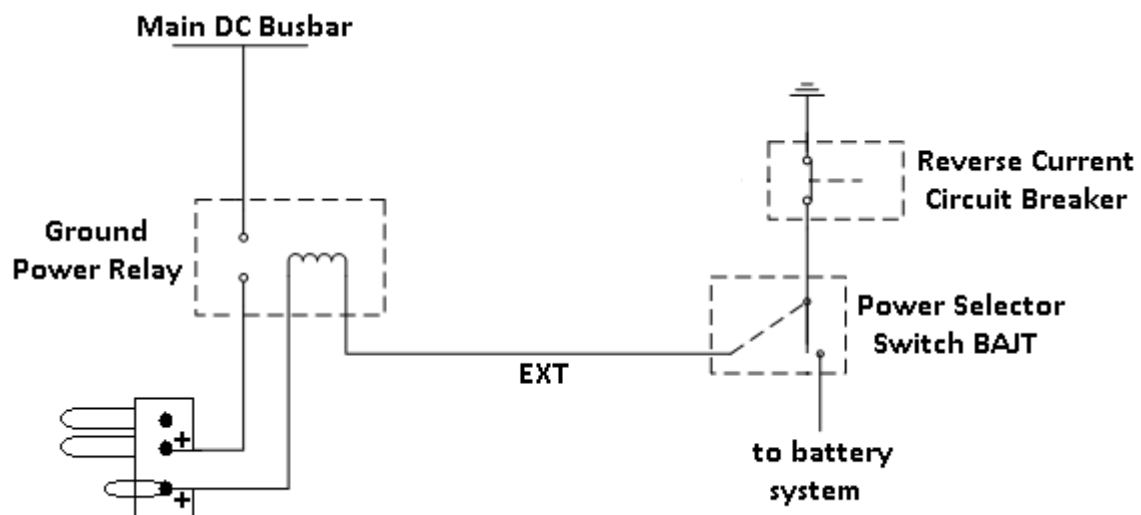 Main DC Busbar
Reverse Current
Circuit Breaker
Ground
Power Relay
Power Selector
Switch BAJT
EXT
+
+
to battery
system